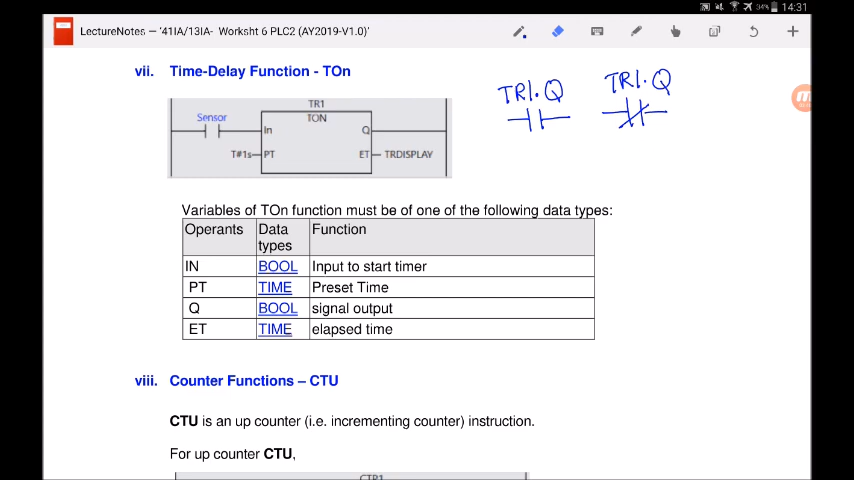 34% 14:31
LectureNotes — '41IA/13IA- Worksht 6 PLC2 (AY2019-V1.0)'
vii. Time-Delay Function - TOn
TR1.Q TR1.Q
TR1
Sensor TON
In Q
T#1s PT ET TRDISPLAY
Variables of TOn function must be of one of the following data types:
Operants Data types Function
IN BOOL Input to start timer
PT TIME Preset Time
Q BOOL signal output
ET TIME elapsed time
viii. Counter Functions – CTU
CTU is an up counter (i.e. incrementing counter) instruction.
For up counter CTU,
CTR1